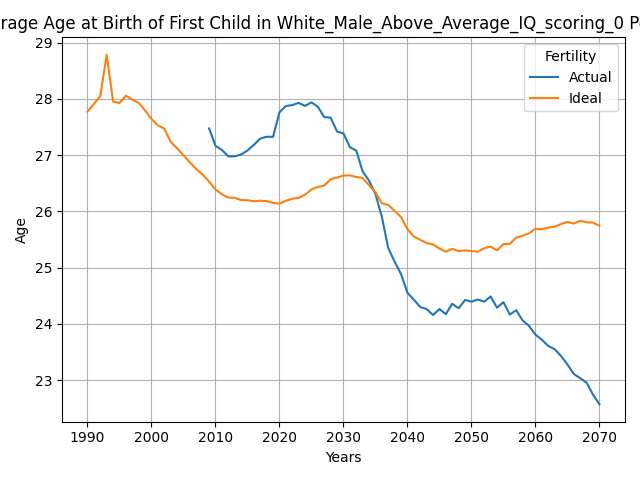 rage Age at Birth of First Child in White_Male_Above_Average_IQ_scoring_0 P
Fertility
Actual
Ideal
Age
29
28
27
26
25
24
23
1990 2000 2010 2020 2030 2040 2050 2060 2070
Years